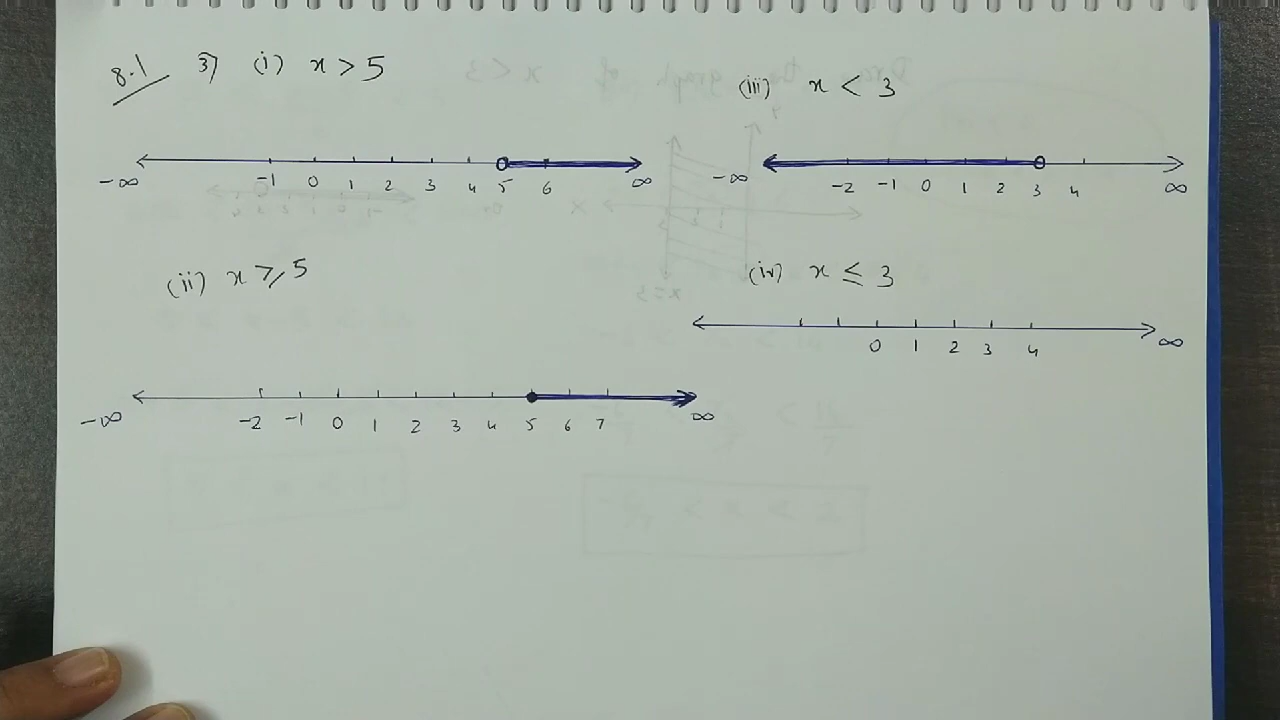 8.1 3) (i) x > 5
-∞ -1 0 1 2 3 4 5 6 ∞
(ii) x ≥ 5
-∞ -2 -1 0 1 2 3 4 5 6 7 ∞
(iii) x < 3
-∞ -2 -1 0 1 2 3 4 ∞
(iv) x ≤ 3
0 1 2 3 4 ∞